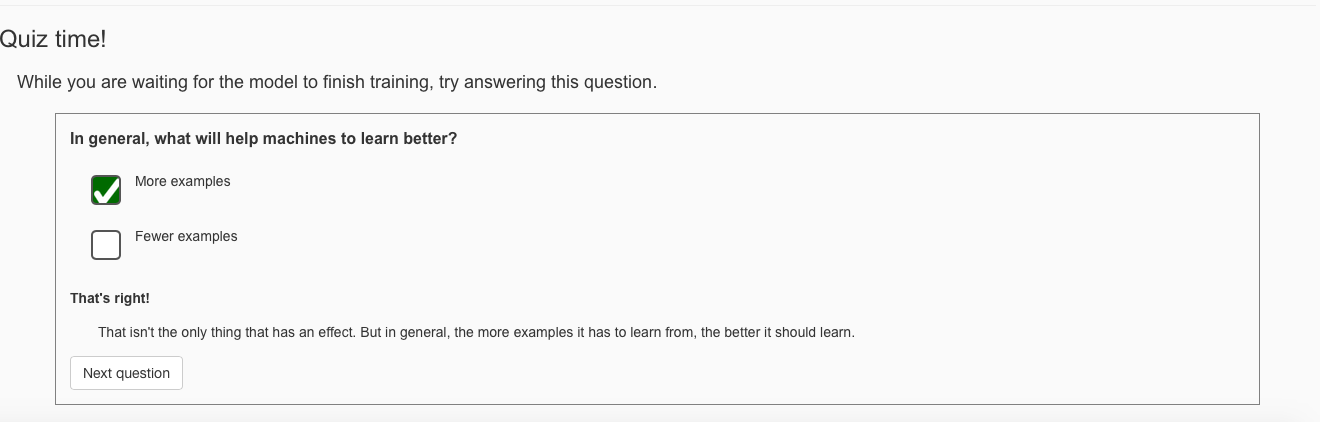 Quiz time!
While you are waiting for the model to finish training, try answering this question.
In general, what will help machines to learn better?
More examples
Fewer examples
That's right!
That isn't the only thing that has an effect. But in general, the more examples it has to learn from, the better it should learn.
Next question